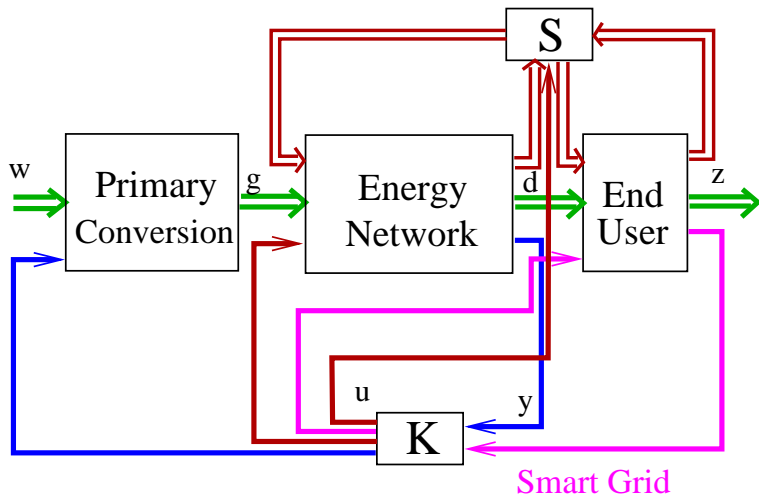 S
w
Primary
Conversion
g
Energy
Network
d
End
User
z
u
y
K
Smart Grid